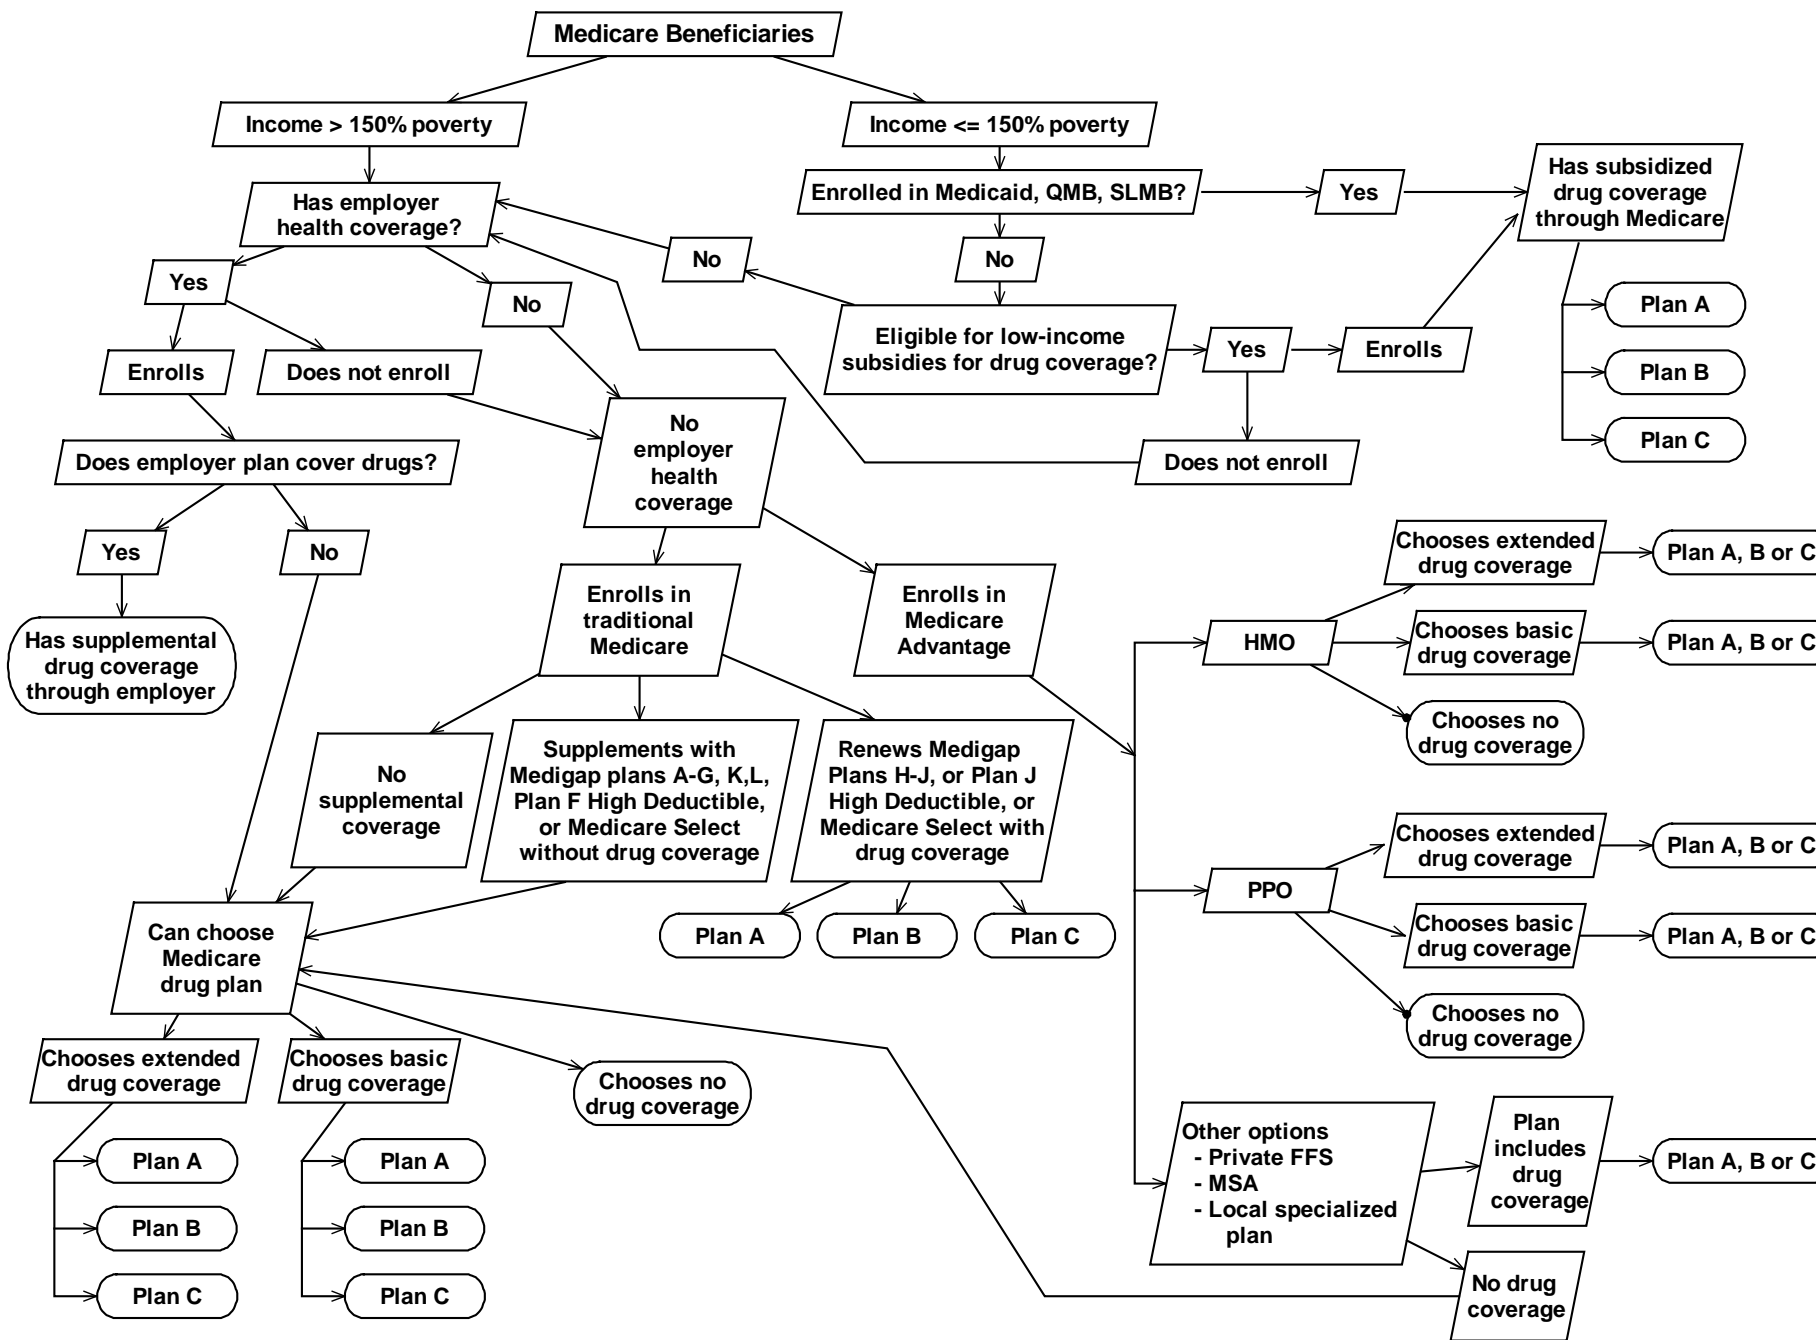 Medicare Beneficiaries
Income > 150% poverty
Income <= 150% poverty
Has employer
health coverage?
Enrolled in Medicaid, QMB, SLMB?
Yes
Has subsidized
drug coverage
through Medicare
No
No
Yes
No
Plan A
Plan B
Plan C
Eligible for low-income
subsidies for drug coverage?
Yes
Enrolls
Enrolls
Does not enroll
No
employer
health
coverage
Does not enroll
Does employer plan cover drugs?
Yes
No
Has supplemental
drug coverage
through employer
Enrolls in
traditional
Medicare
Enrolls in
Medicare
Advantage
Chooses extended
drug coverage
Plan A, B or C
HMO
Chooses basic
drug coverage
Plan A, B or C
Chooses no
drug coverage
No
supplemental
coverage
Supplements with
Medigap plans A-G, K,L,
Plan F High Deductible,
or Medicare Select
without drug coverage
Renews Medigap
Plans H-J, or Plan J
High Deductible, or
Medicare Select with
drug coverage
Plan A
Plan B
Plan C
Chooses extended
drug coverage
Plan A, B or C
PPO
Chooses basic
drug coverage
Plan A, B or C
Chooses no
drug coverage
Can choose
Medicare
drug plan
Chooses extended
drug coverage
Chooses basic
drug coverage
Chooses no
drug coverage
Plan A
Plan B
Plan C
Plan A
Plan B
Plan C
Other options
- Private FFS
- MSA
- Local specialized
plan
Plan
includes
drug
coverage
Plan A, B or C
No drug
coverage